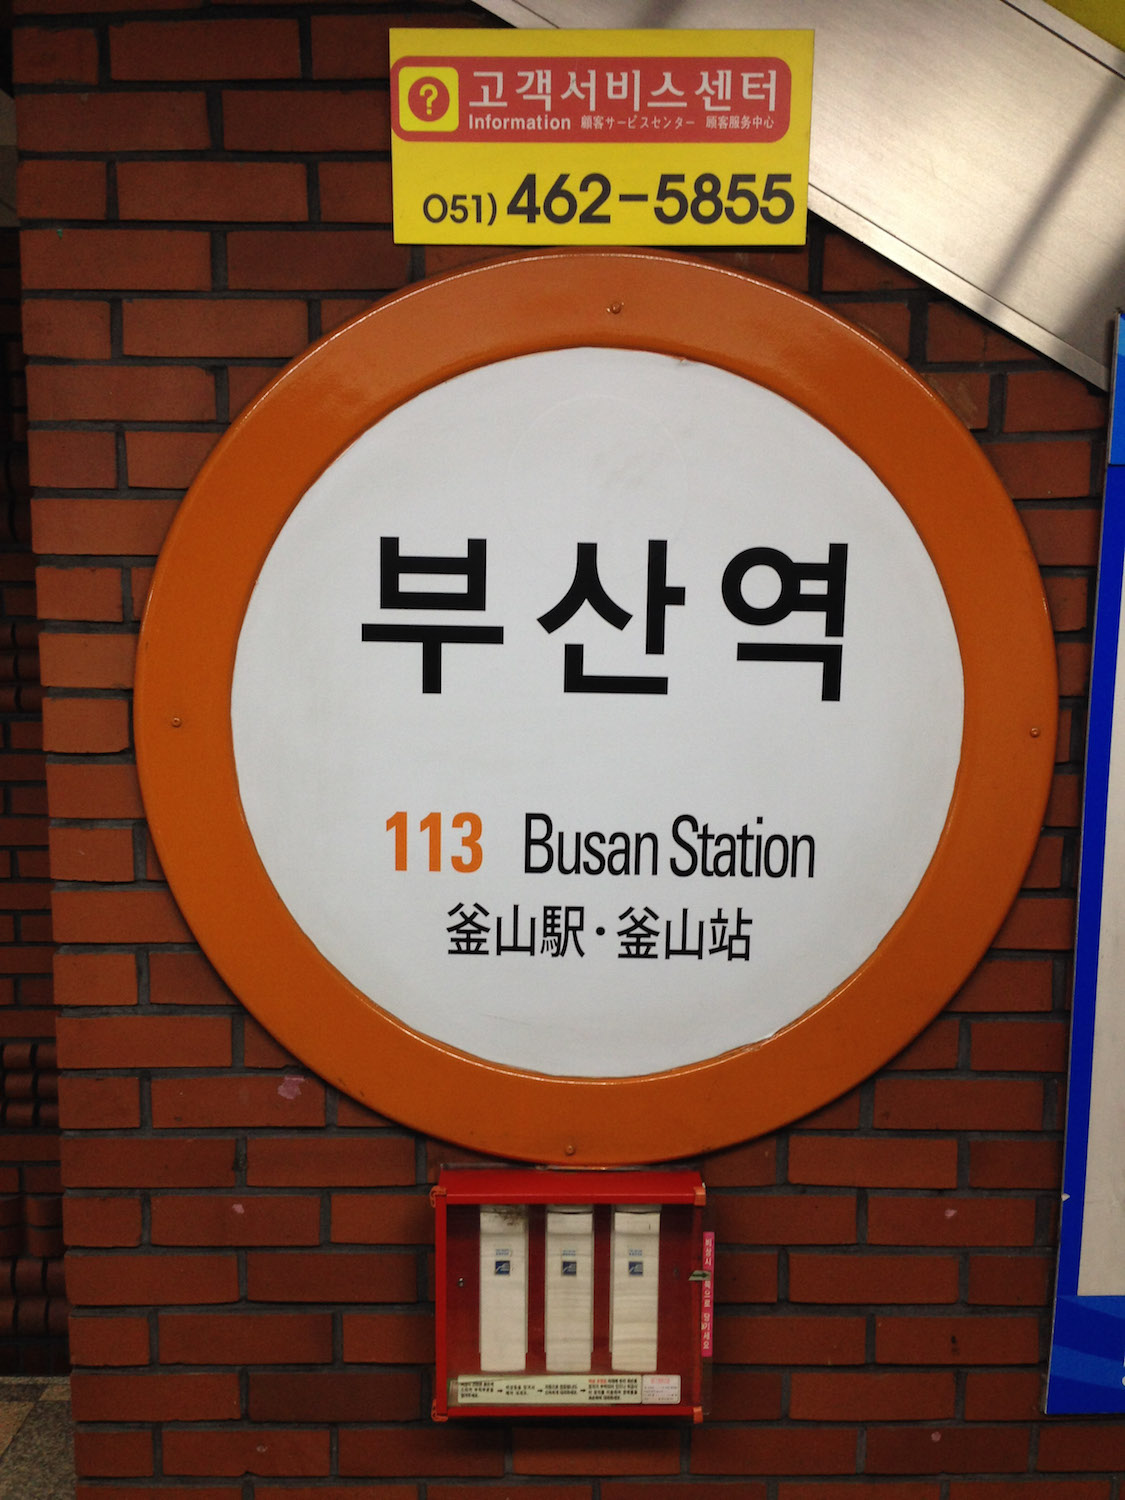 ?
고객서비스센터
Information 顧客サービスセンター 顾客服务中心
051) 462-5855
부산역
113 Busan Station
釜山駅·釜山站